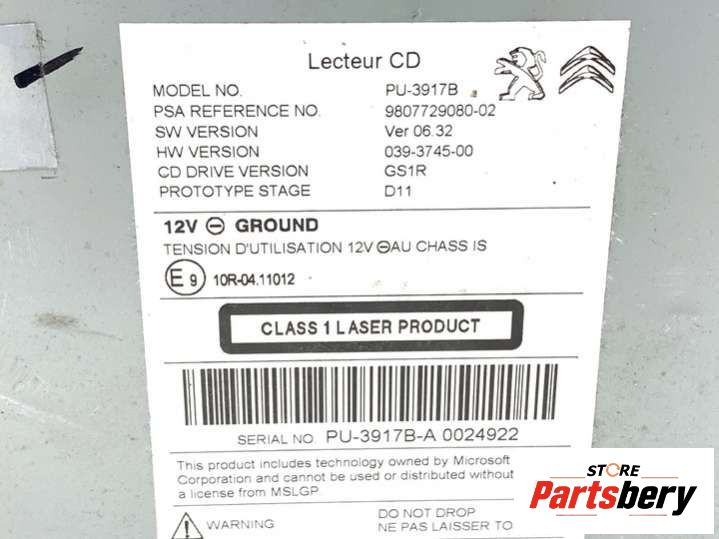 Lecteur CD
MODEL NO. PU-3917B
PSA REFERENCE NO. 9807729080-02
SW VERSION Ver 06.32
HW VERSION 039-3745-00
CD DRIVE VERSION GS1R
PROTOTYPE STAGE D11
12V ⊖ GROUND
TENSION D'UTILISATION 12V ⊖AU CHASS IS
E9 10R-04.11012
CLASS 1 LASER PRODUCT
SERIAL NO. PU-3917B-A 0024922
This product includes technology owned by Microsoft
Corporation and cannot be used or distributed without
a license from MSLGP
WARNING DO NOT DROP
NE PAS LAISSER TO
STORE
Partsbery